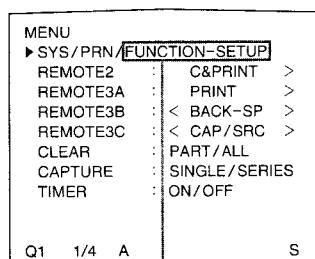 MENU
▶SYS/PRN/FUNCTION-SETUP
REMOTE2 : C&PRINT >
REMOTE3A : PRINT >
REMOTE3B : < BACK-SP >
REMOTE3C : < CAP/SRC >
CLEAR : PART/ALL
CAPTURE : SINGLE/SERIES
TIMER : ON/OFF
Q1 1/4 A S